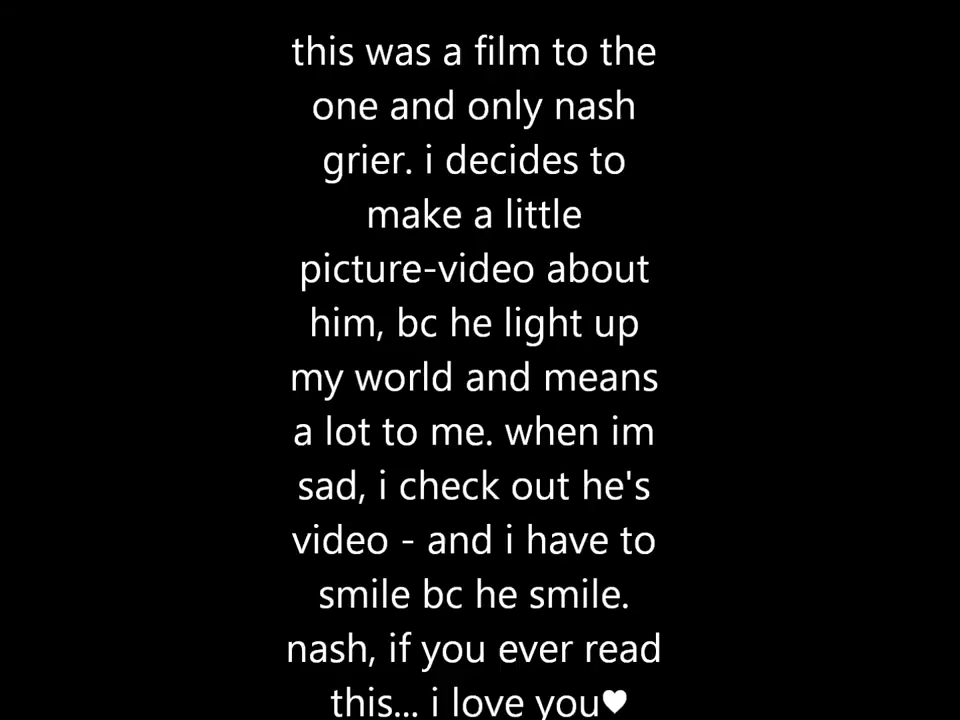 this was a film to the
one and only nash
grier. i decides to
make a little
picture-video about
him, bc he light up
my world and means
a lot to me. when im
sad, i check out he's
video - and i have to
smile bc he smile.
nash, if you ever read
this... i love you♥